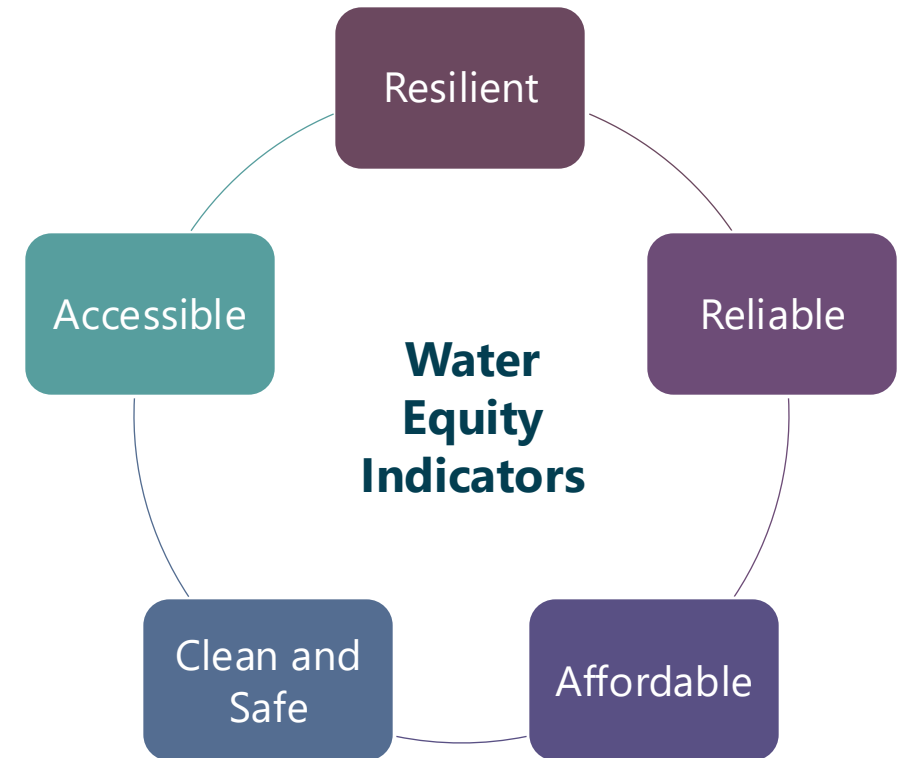 Resilient
Accessible
Reliable
Water
Equity
Indicators
Clean and
Safe
Affordable